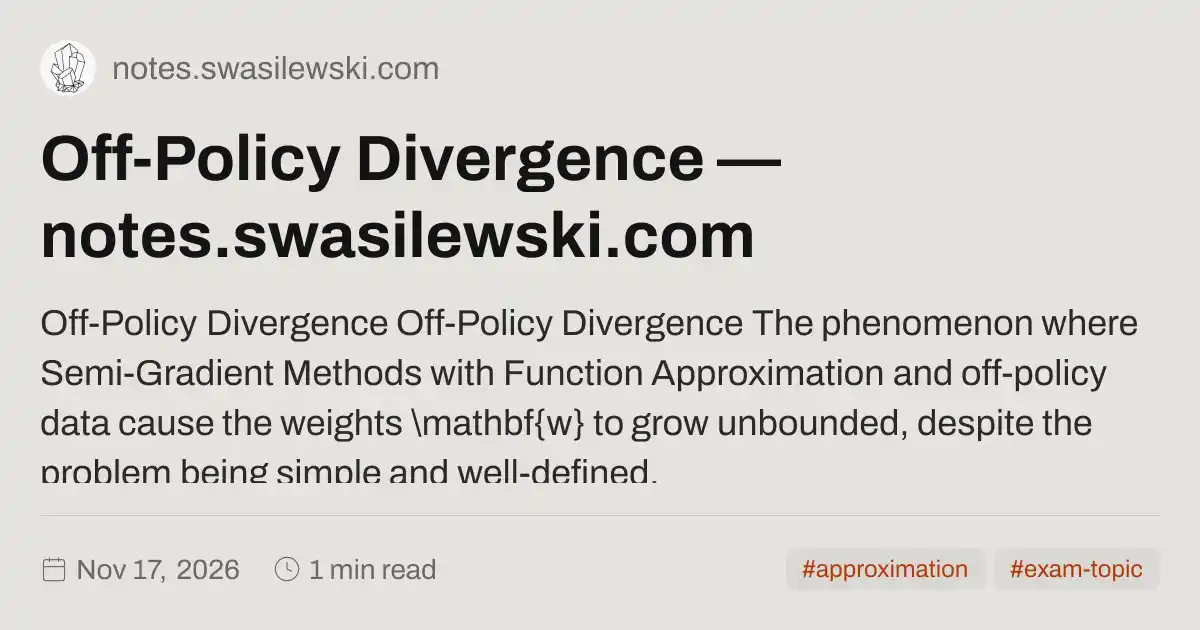 notes.swasilewski.com
Off-Policy Divergence —
notes.swasilewski.com
Off-Policy Divergence Off-Policy Divergence The phenomenon where
Semi-Gradient Methods with Function Approximation and off-policy
data cause the weights \mathbf{w} to grow unbounded, despite the
problem being simple and well-defined.
Nov 17, 2026
1 min read
#approximation
#exam-topic